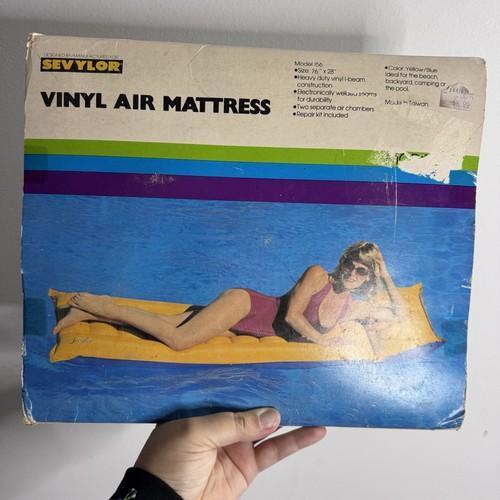 DESIGNED BY/MANUFACTURED FOR
SEVYLOR
VINYL AIR MATTRESS
Model 156
•Size: 76" x 28"
•Heavy duty vinyl I-beam
construction
•Electronically welded seams
for durability
•Two separate air chambers
•Repair kit included
•Color: Yellow/Blue
Ideal for the beach,
backyard, camping or
the pool.
Made in Taiwan
Sevylor